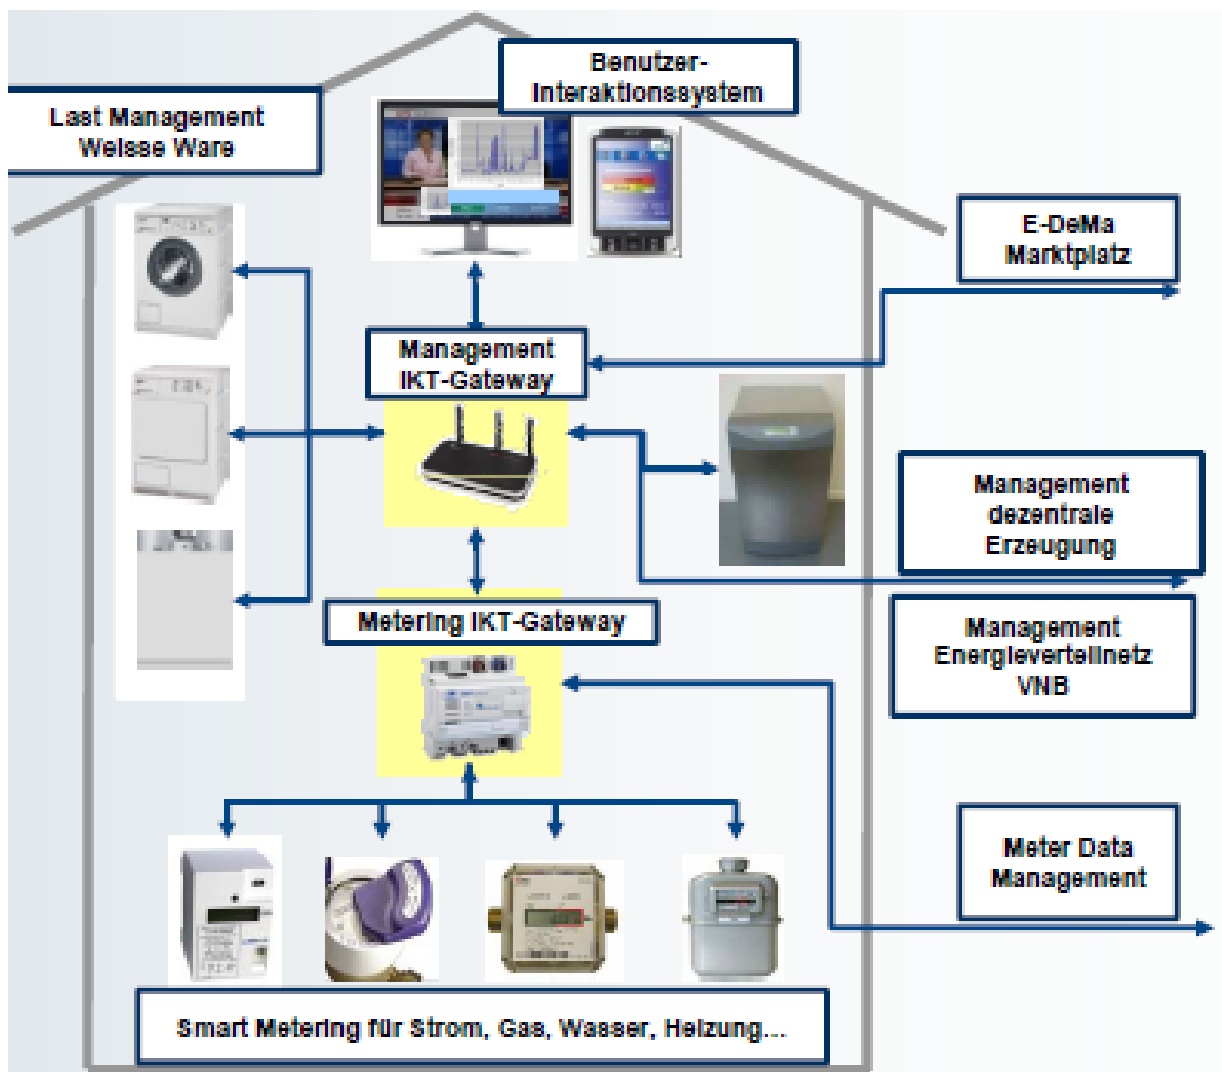 Benutzer-
Interaktionssystem
Last Management
Weisse Ware
E-DeMa
Marktplatz
Management
IKT-Gateway
Management
dezentrale
Erzeugung
Metering IKT-Gateway
Management
Energieverteilnetz
VNB
Meter Data
Management
Smart Metering für Strom, Gas, Wasser, Heizung...